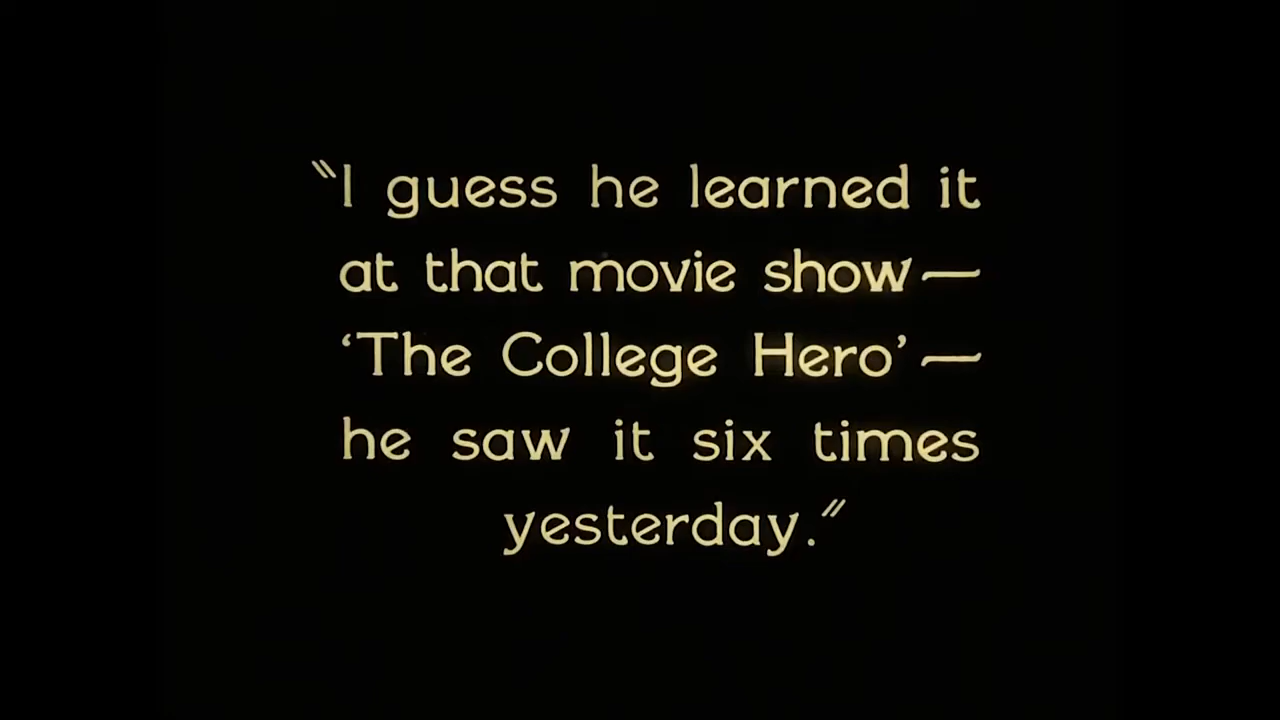 "I guess he learned it
at that movie show—
‘The College Hero’—
he saw it six times
yesterday."